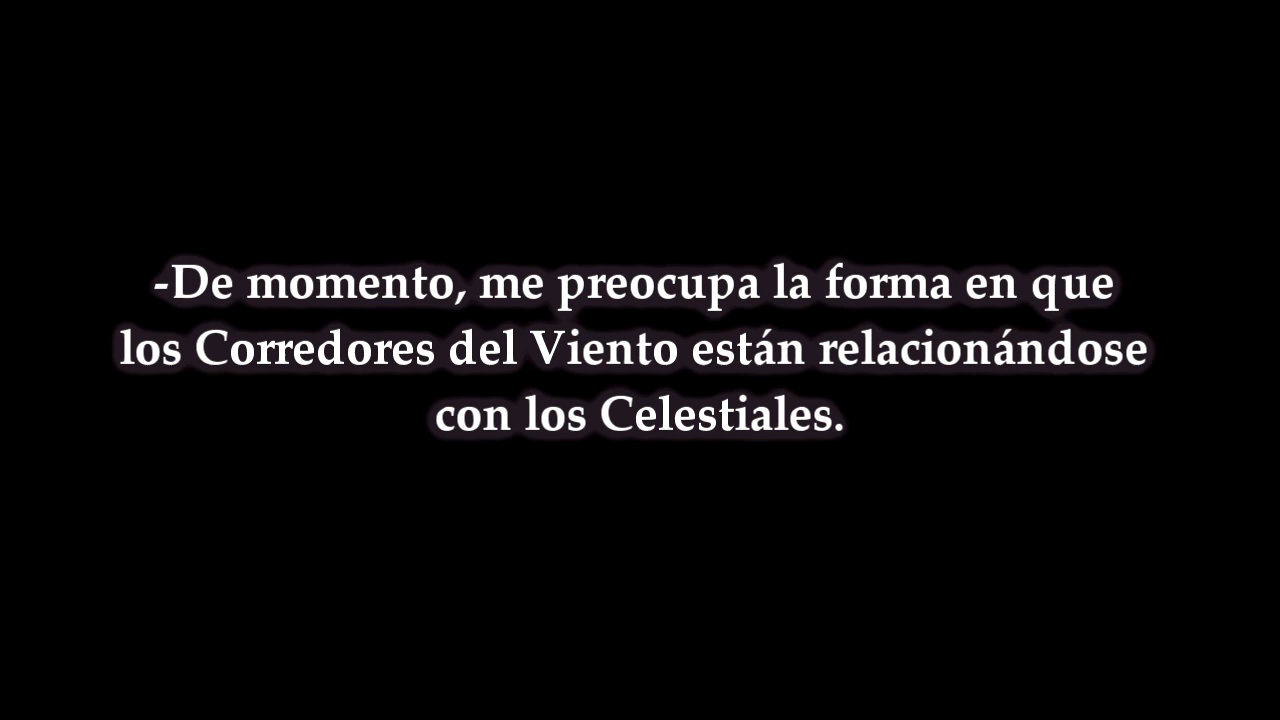 -De momento, me preocupa la forma en que
los Corredores del Viento están relacionándose
con los Celestiales.